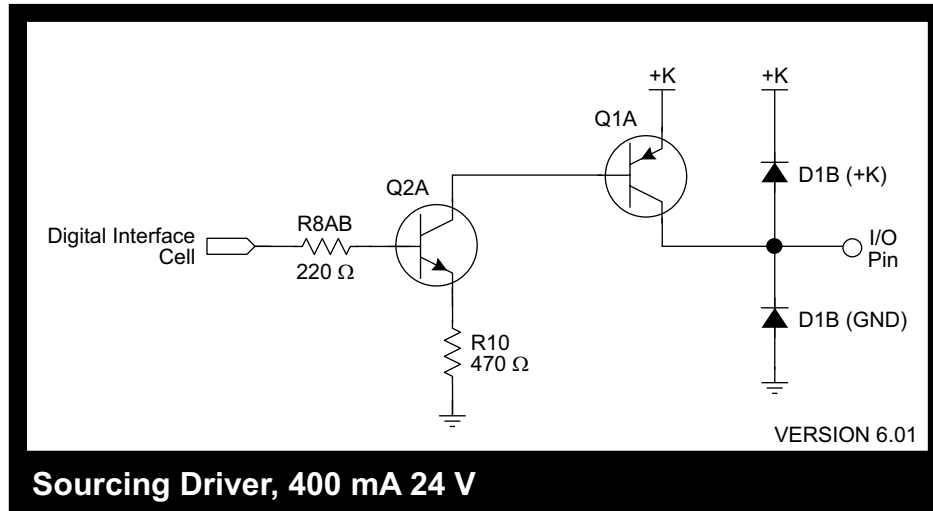 +K
+K
Q1A
D1B (+K)
Q2A
R8AB
Digital Interface
Cell
220 Ω
I/O
Pin
D1B (GND)
R10
470 Ω
VERSION 6.01
Sourcing Driver, 400 mA 24 V